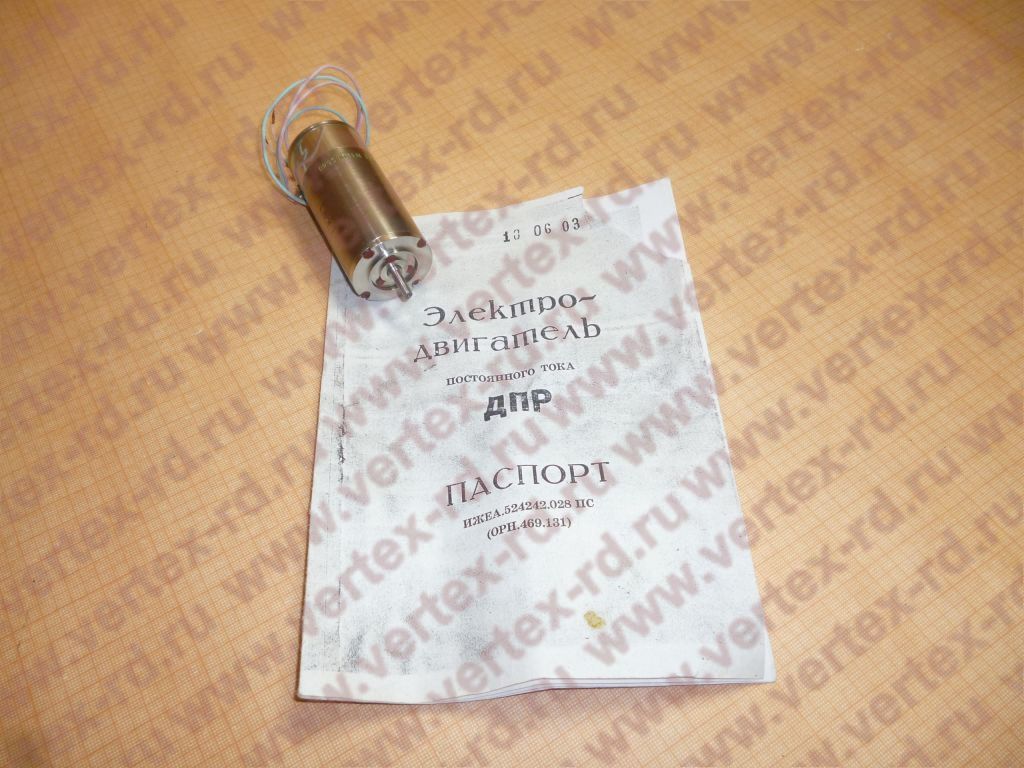 10 06 03
Электро-
двигатель
постоянного тока
ДПР
ПАСПОРТ
ИЖЕА.524242.028 ПС
(ОРН.469.131)
www.vertex-rd.ru